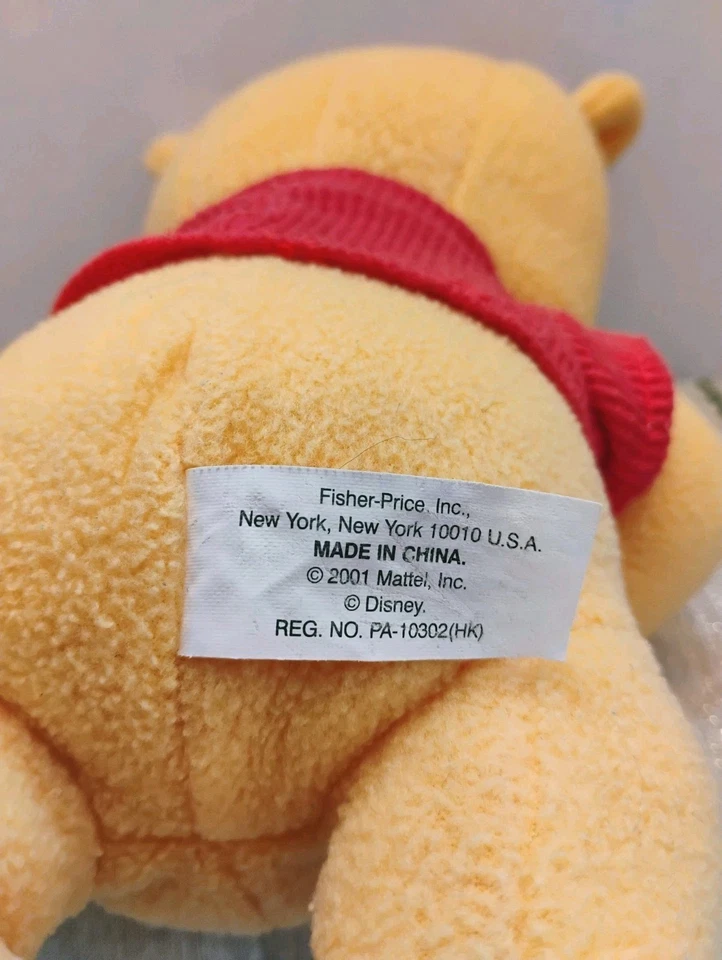 Fisher-Price, Inc.,
New York, New York 10010 U.S.A.
MADE IN CHINA.
© 2001 Mattel, Inc.
© Disney.
REG. NO. PA-10302(HK)